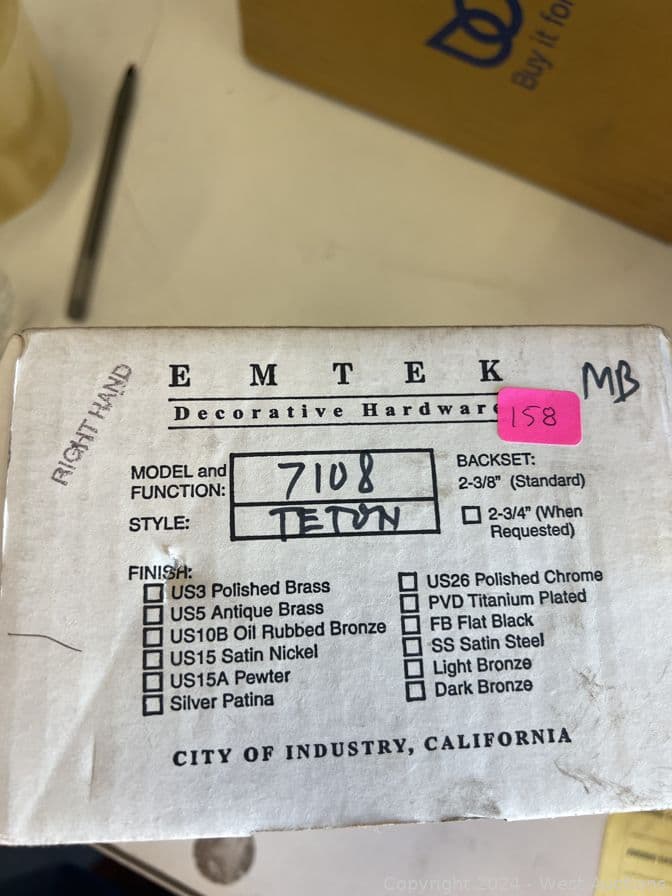 Buy it for
E M T E K
Decorative Hardware
158
MB
RIGHT HAND
MODEL and
FUNCTION:
7108
STYLE:
TETON
BACKSET:
2-3/8" (Standard)
2-3/4" (When
Requested)
FINISH:
US3 Polished Brass
US5 Antique Brass
US10B Oil Rubbed Bronze
US15 Satin Nickel
US15A Pewter
Silver Patina
US26 Polished Chrome
PVD Titanium Plated
FB Flat Black
SS Satin Steel
Light Bronze
Dark Bronze
CITY OF INDUSTRY, CALIFORNIA
Copyright 2024 - West Auctions